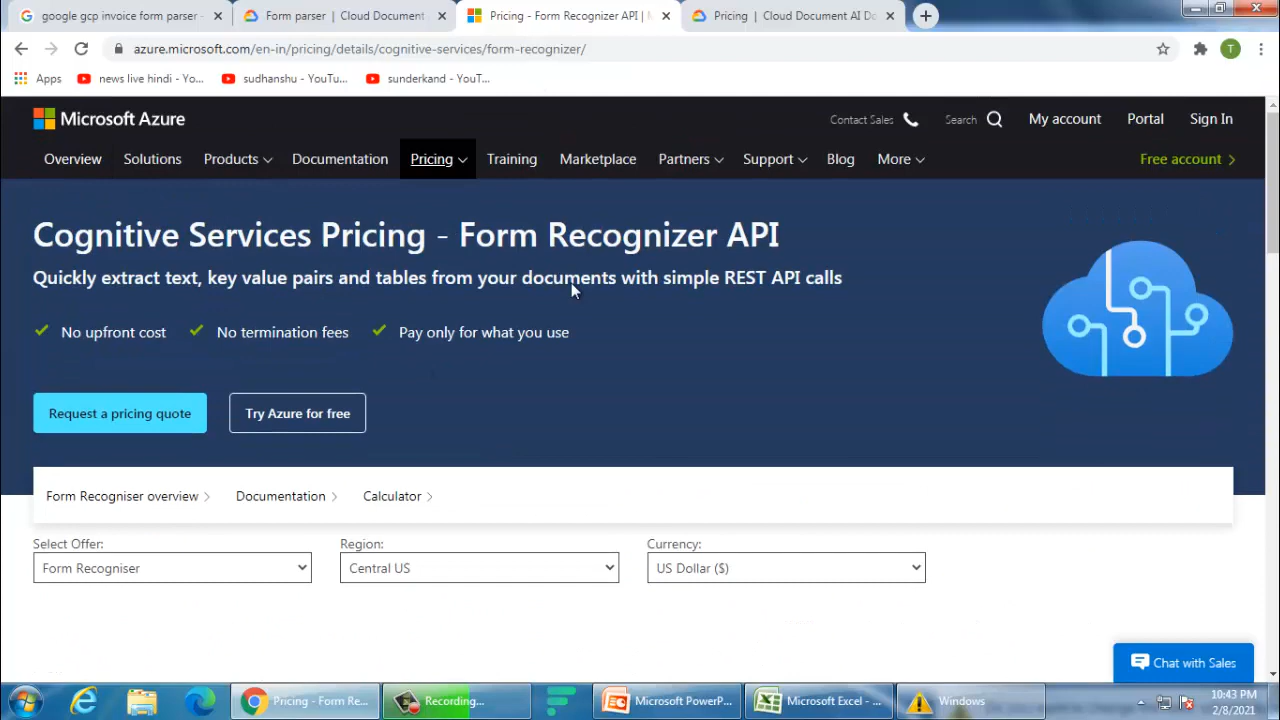 google gcp invoice form parser -
Form parser | Cloud Document
Pricing - Form Recognizer API | M
Pricing | Cloud Document AI Do
azure.microsoft.com/en-in/pricing/details/cognitive-services/form-recognizer/
T
Apps
news live hindi - Yo...
sudhanshu - YouTu...
sunderkand - YouT...
Microsoft Azure
Contact Sales
Search
My account
Portal
Sign In
Overview
Solutions
Products
Documentation
Pricing
Training
Marketplace
Partners
Support
Blog
More
Free account
Cognitive Services Pricing - Form Recognizer API
Quickly extract text, key value pairs and tables from your documents with simple REST API calls
No upfront cost
No termination fees
Pay only for what you use
Request a pricing quote
Try Azure for free
Form Recogniser overview
Documentation
Calculator
Select Offer:
Region:
Currency:
Form Recogniser
Central US
US Dollar ($)
Chat with Sales
Pricing - Form Re...
Recording...
Microsoft PowerP...
Microsoft Excel - ...
Windows
10:43 PM
2/8/2021